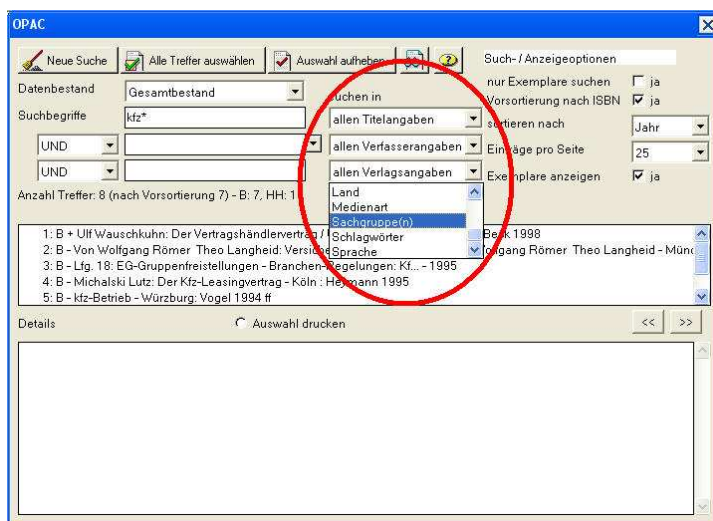 OPAC
Neue Suche Alle Treffer auswählen Auswahl aufheben
Such-/Anzeigeoptionen
Datenbestand Gesamtbestand suchen in nur Exemplare suchen ja
Vorsortierung nach ISBN ja
Suchbegriffe kfz* allen Titelangaben sortieren nach Jahr
UND allen Verfasserangaben Einträge pro Seite 25
UND allen Verlagsangaben Exemplare anzeigen ja
Anzahl Treffer: 8 (nach Vorsortierung 7) - B: 7, HH: 1
Land
Medienart
Sachgruppe(n)
Schlagwörter
Sprache
1: B + Ulf Wauschkuhn: Der Vertragshändlervertrag / Beck 1998
2: B - Von Wolfgang Römer Theo Langheid: Wolfgang Römer Theo Langheid -
3: B - Lfg. 18: EG-Gruppenfreistellungen - Branchen-Regelungen: Kf... - 1995
4: B - Michalski Lutz: Der Kfz-Leasingvertrag - Köln : Heymann 1995
5: B - kfz-Betrieb - Würzburg: Vogel 1994 ff
Details Auswahl drucken << >>